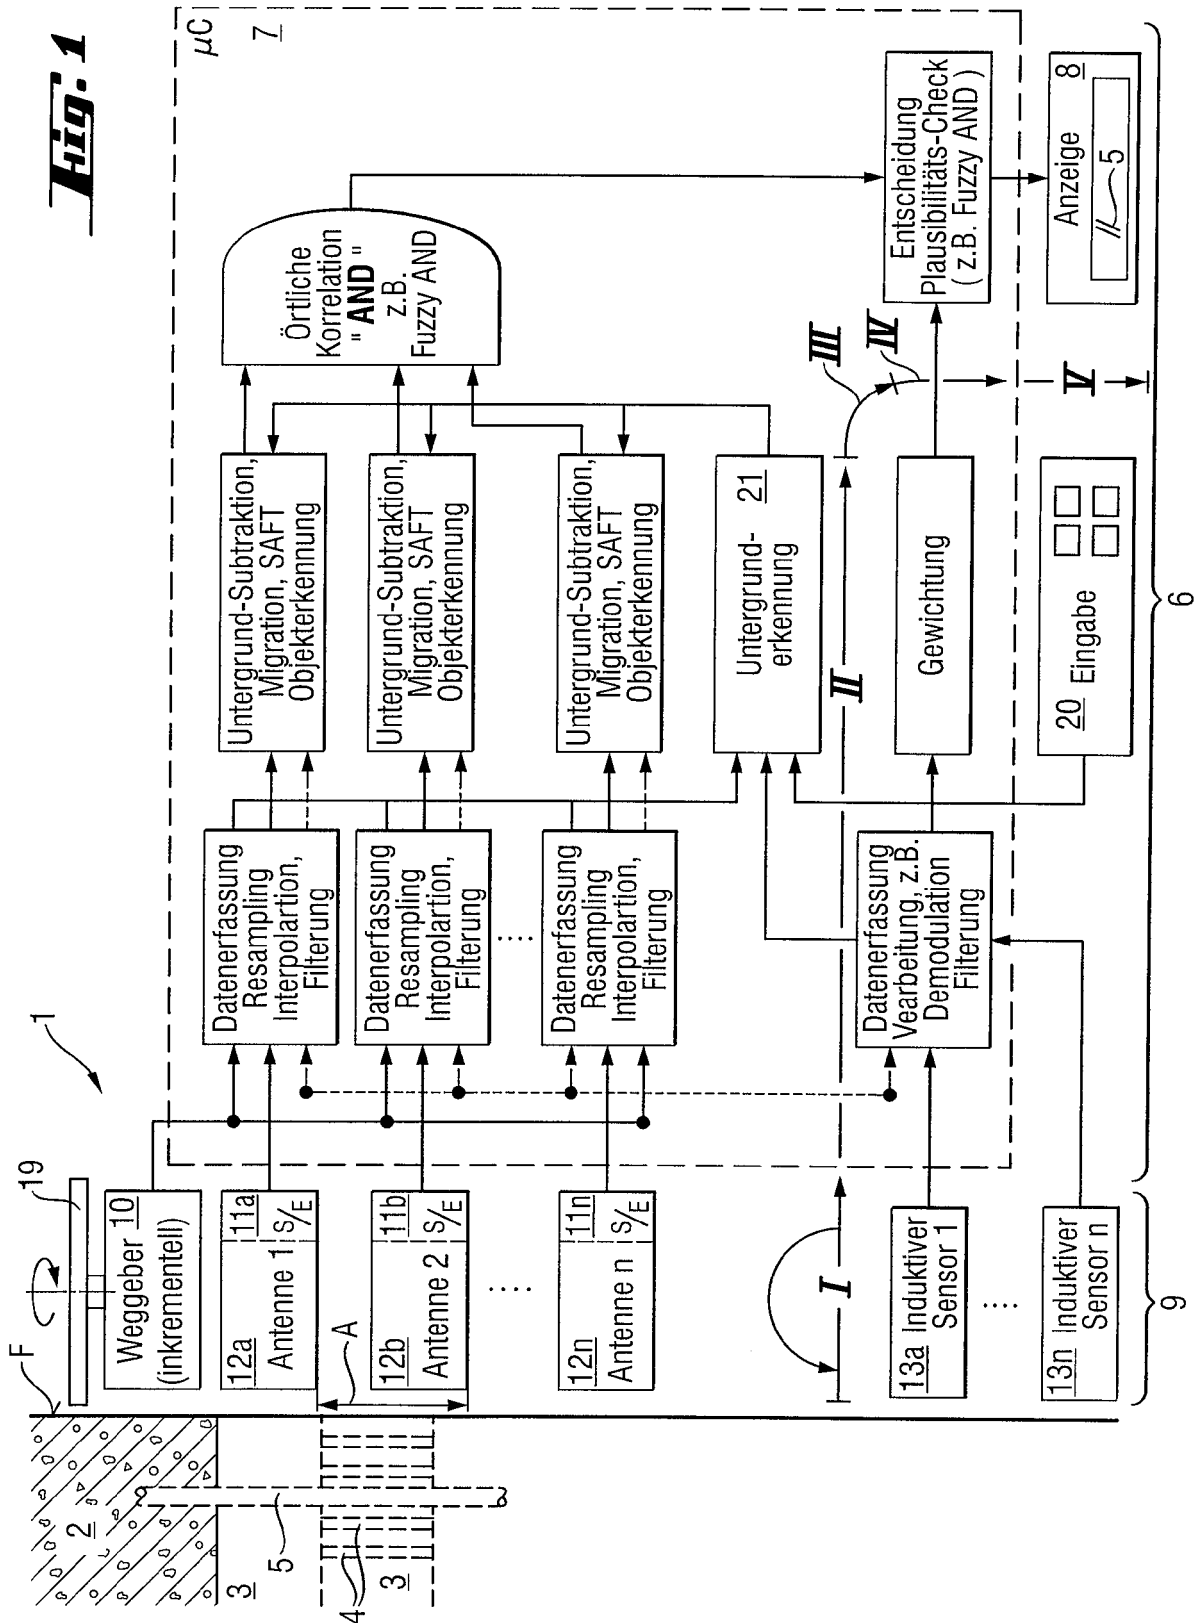 Fig. 1
1
µC
7
F
19
Weggeber 10
(inkrementell)
11a
S/E
12a
Antenne 1
A
11b
S/E
12b
Antenne 2
....
11n
S/E
12n
Antenne n
I
13a Induktiver
Sensor 1
....
13n Induktiver
Sensor n
9
2
3
5
4
3
Datenerfassung
Resampling
Interpolartion,
Filterung
Datenerfassung
Resampling
Interpolartion,
Filterung
....
Datenerfassung
Resampling
Interpolartion,
Filterung
Datenerfassung
Vearbeitung, z.B.
Demodulation
Filterung
Untergrund-Subtraktion,
Migration, SAFT
Objekterkennung
Untergrund-Subtraktion,
Migration, SAFT
Objekterkennung
Untergrund-Subtraktion,
Migration, SAFT
Objekterkennung
Untergrund-
erkennung
21
II
Gewichtung
20 Eingabe
Örtliche
Korrelation
" AND "
z.B.
Fuzzy AND
III
IV
V
Entscheidung
Plausibilitäts-Check
( z.B. Fuzzy AND )
Anzeige 8
5
6